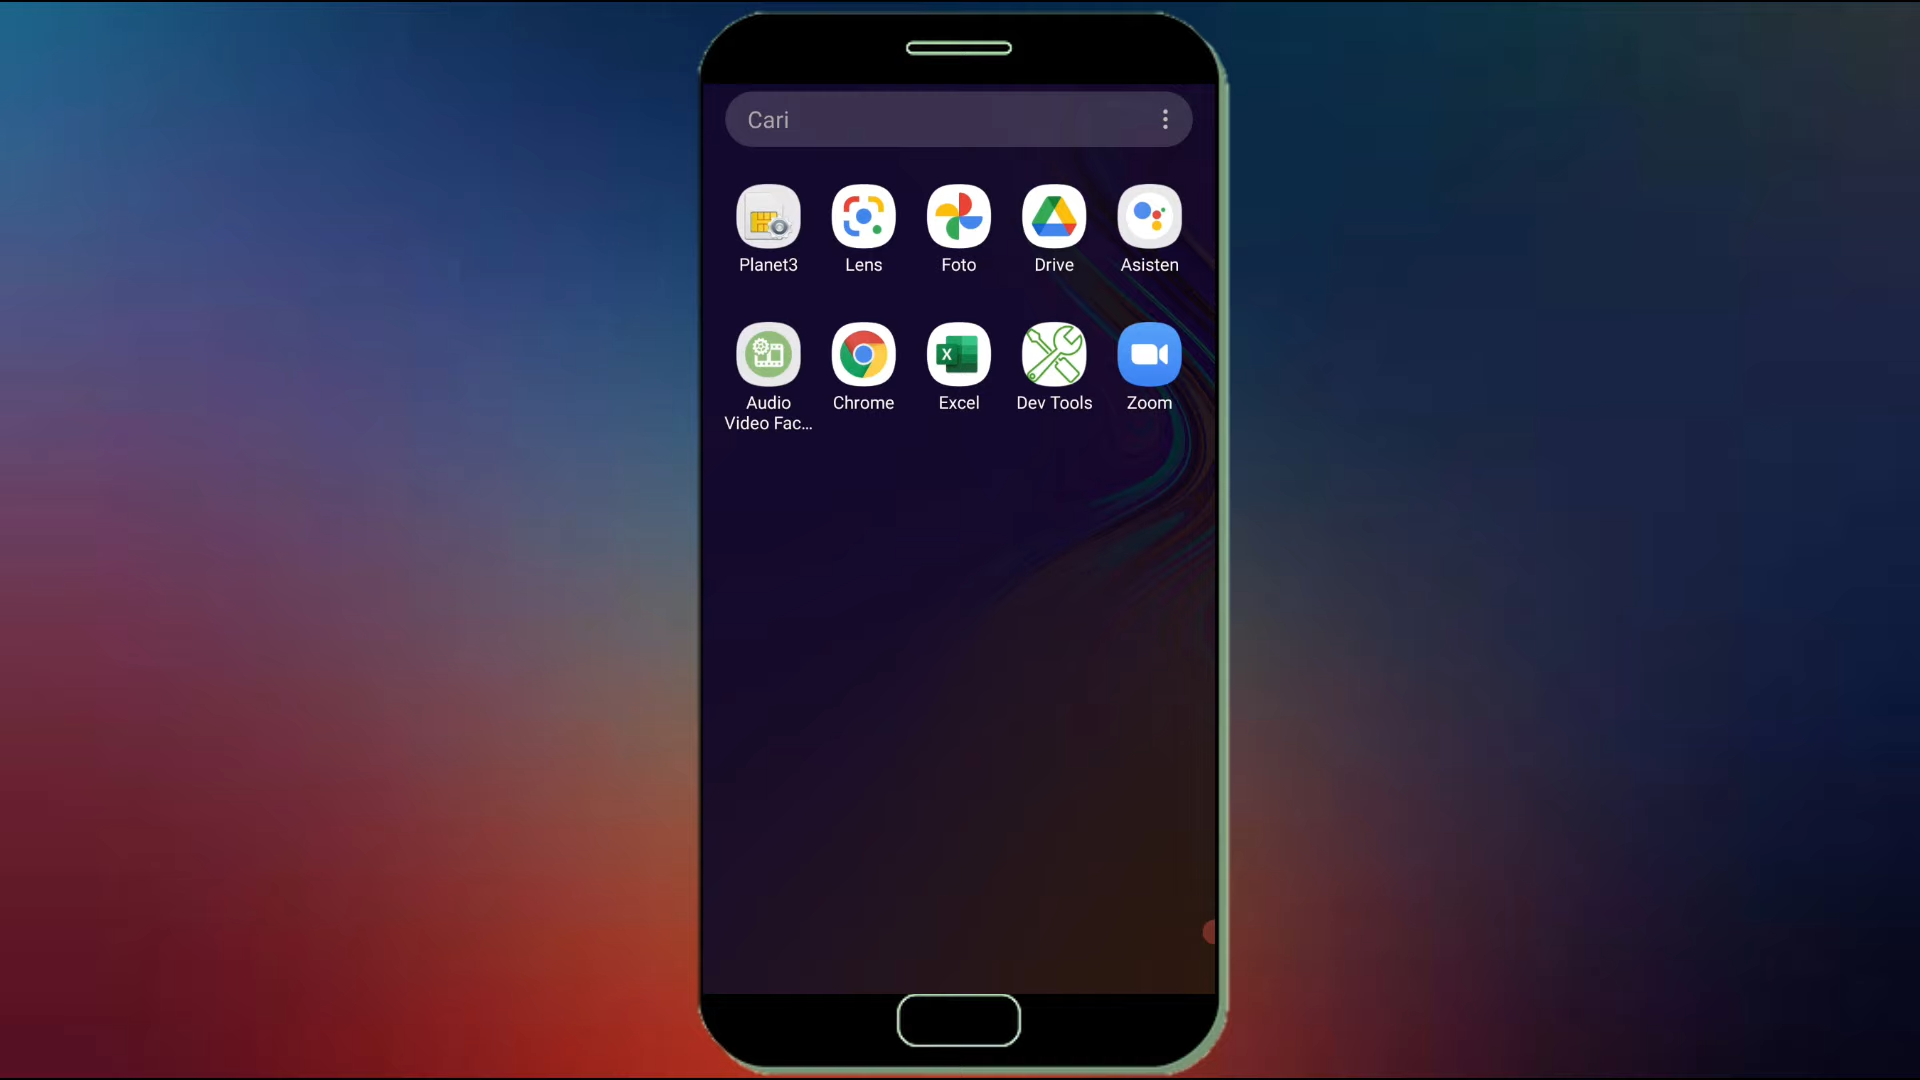 Cari
Planet3
Lens
Foto
Drive
Asisten
Audio
Video Fac...
Chrome
Excel
Dev Tools
Zoom